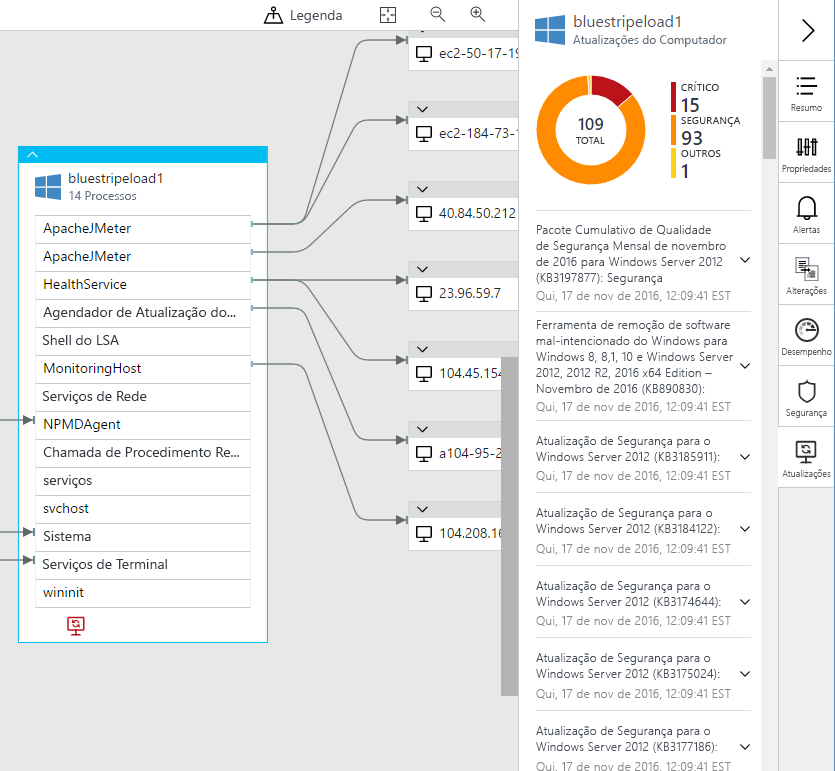 Legenda
bluestripeload1
14 Processos
ApacheJMeter
ApacheJMeter
HealthService
Agendador de Atualização do...
Shell do LSA
MonitoringHost
Serviços de Rede
NPMDAgent
Chamada de Procedimento Re...
serviços
svchost
Sistema
Serviços de Terminal
wininit
ec2-50-17-19
ec2-184-73-
40.84.50.212
23.96.59.7
104.45.154
a104-95-2
104.208.16
bluestripeload1
Atualizações do Computador
109
TOTAL
CRÍTICO
15
SEGURANÇA
93
OUTROS
1
Pacote Cumulativo de Qualidade
de Segurança Mensal de novembro
de 2016 para Windows Server 2012
(KB3197877): Segurança
Qui, 17 de nov de 2016, 12:09:41 EST
Ferramenta de remoção de software
mal-intencionado do Windows para
Windows 8, 8,1, 10 e Windows Server
2012, 2012 R2, 2016 x64 Edition –
Novembro de 2016 (KB890830):
Qui, 17 de nov de 2016, 12:09:41 EST
Atualização de Segurança para o
Windows Server 2012 (KB3185911):
Qui, 17 de nov de 2016, 12:09:41 EST
Atualização de Segurança para o
Windows Server 2012 (KB3184122):
Qui, 17 de nov de 2016, 12:09:41 EST
Atualização de Segurança para o
Windows Server 2012 (KB3174644):
Qui, 17 de nov de 2016, 12:09:41 EST
Atualização de Segurança para o
Windows Server 2012 (KB3175024):
Qui, 17 de nov de 2016, 12:09:41 EST
Atualização de Segurança para o
Windows Server 2012 (KB3177186):
Qui, 17 de nov de 2016, 12:09:41 EST
Resumo
Propriedades
Alertas
Alterações
Desempenho
Segurança
Atualizações